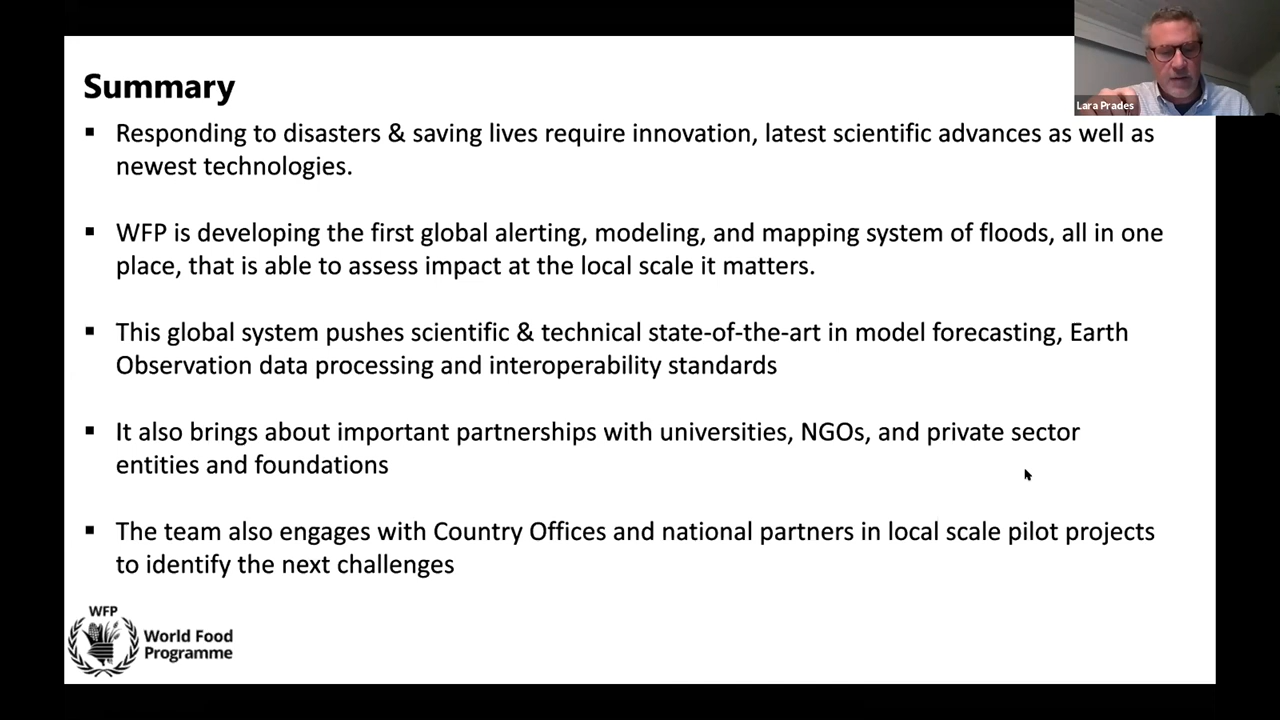 Summary
Lara Prades
▪ Responding to disasters & saving lives require innovation, latest scientific advances as well as
newest technologies.
▪ WFP is developing the first global alerting, modeling, and mapping system of floods, all in one
place, that is able to assess impact at the local scale it matters.
▪ This global system pushes scientific & technical state-of-the-art in model forecasting, Earth
Observation data processing and interoperability standards
▪ It also brings about important partnerships with universities, NGOs, and private sector
entities and foundations
▪ The team also engages with Country Offices and national partners in local scale pilot projects
to identify the next challenges
WFP
World Food
Programme